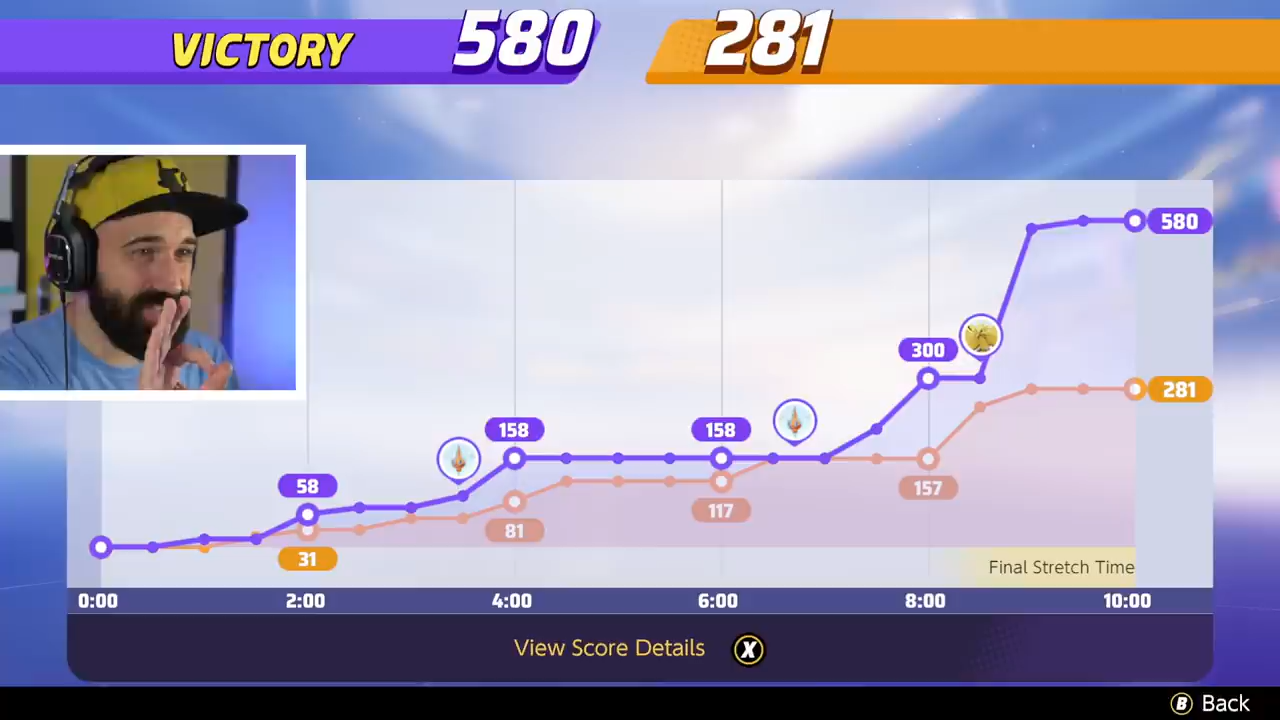 VICTORY 580 281
580
300
281
158 158
58
157
117
81
31
Final Stretch Time
0:00 2:00 4:00 6:00 8:00 10:00
View Score Details X
B Back